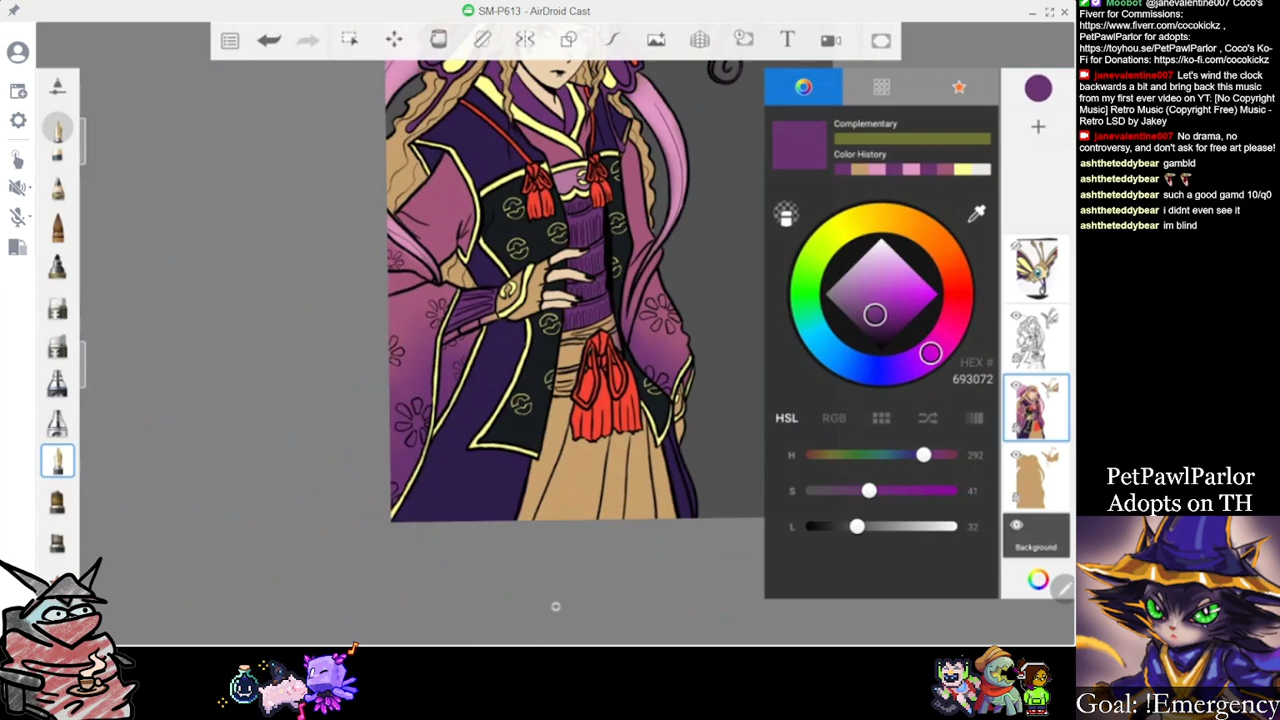 SM-P613 - AirDroid Cast
T
Complementary
Color History
HEX #
693072
HSL
RGB
H
292
S
41
L
32
Background
Moobot @janevalentine007 Coco's
Fiverr for Commissions:
https://www.fiverr.com/cocokickz ,
PetPawlParlor for adopts:
https://toyhou.se/PetPawlParlor , Coco's Ko-
Fi for Donations: https://ko-fi.com/cocokickz
janevalentine007 Let's wind the clock
backwards a bit and bring back this music
from my first ever video on YT: [No Copyright
Music] Retro Music (Copyright Free) Music -
Retro LSD by Jakey
janevalentine007 No drama, no
controversy, and don't ask for free art please!
ashtheteddybear gambld
ashtheteddybear
ashtheteddybear such a good gamd 10/q0
ashtheteddybear i didnt even see it
ashtheteddybear im blind
PetPawlParlor
Adopts on TH
Goal: !Emergency